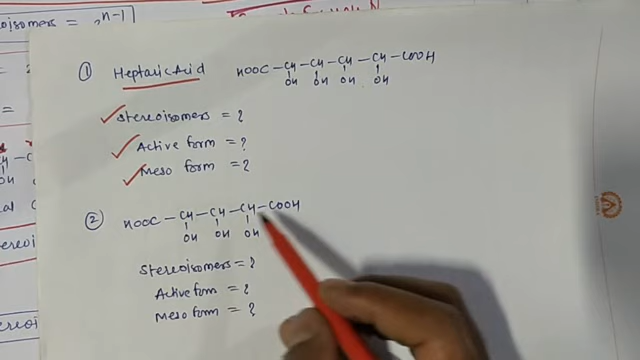 oisomers = 2^n-1
① Heptaric Acid HOOC-CH-CH-CH-CH-COOH
OH OH OH OH
Stereoisomers = ?
Active form = ?
Meso form = ?
② HOOC-CH-CH-CH-COOH
OH OH OH
Stereoisomers = ?
Active form = ?
Meso form = ?